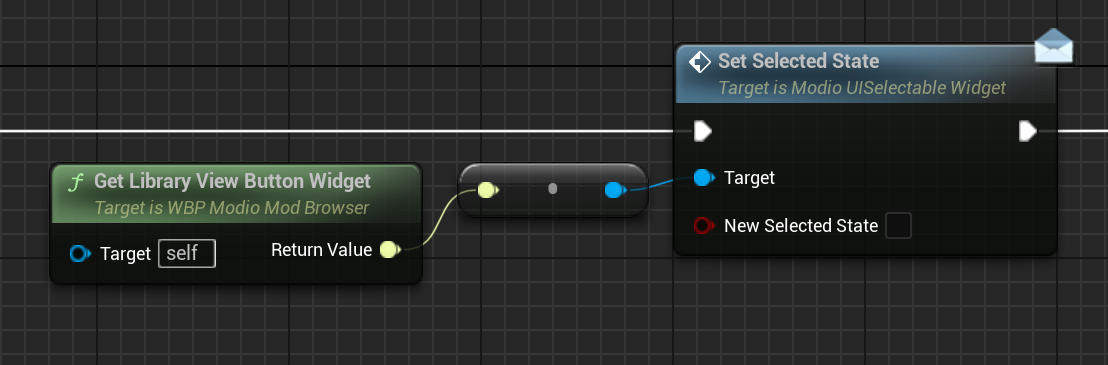 Set Selected State
Target is Modio UISelectable Widget
f Get Library View Button Widget
Target is WBP Modio Mod Browser
Target
Target self
Return Value
New Selected State